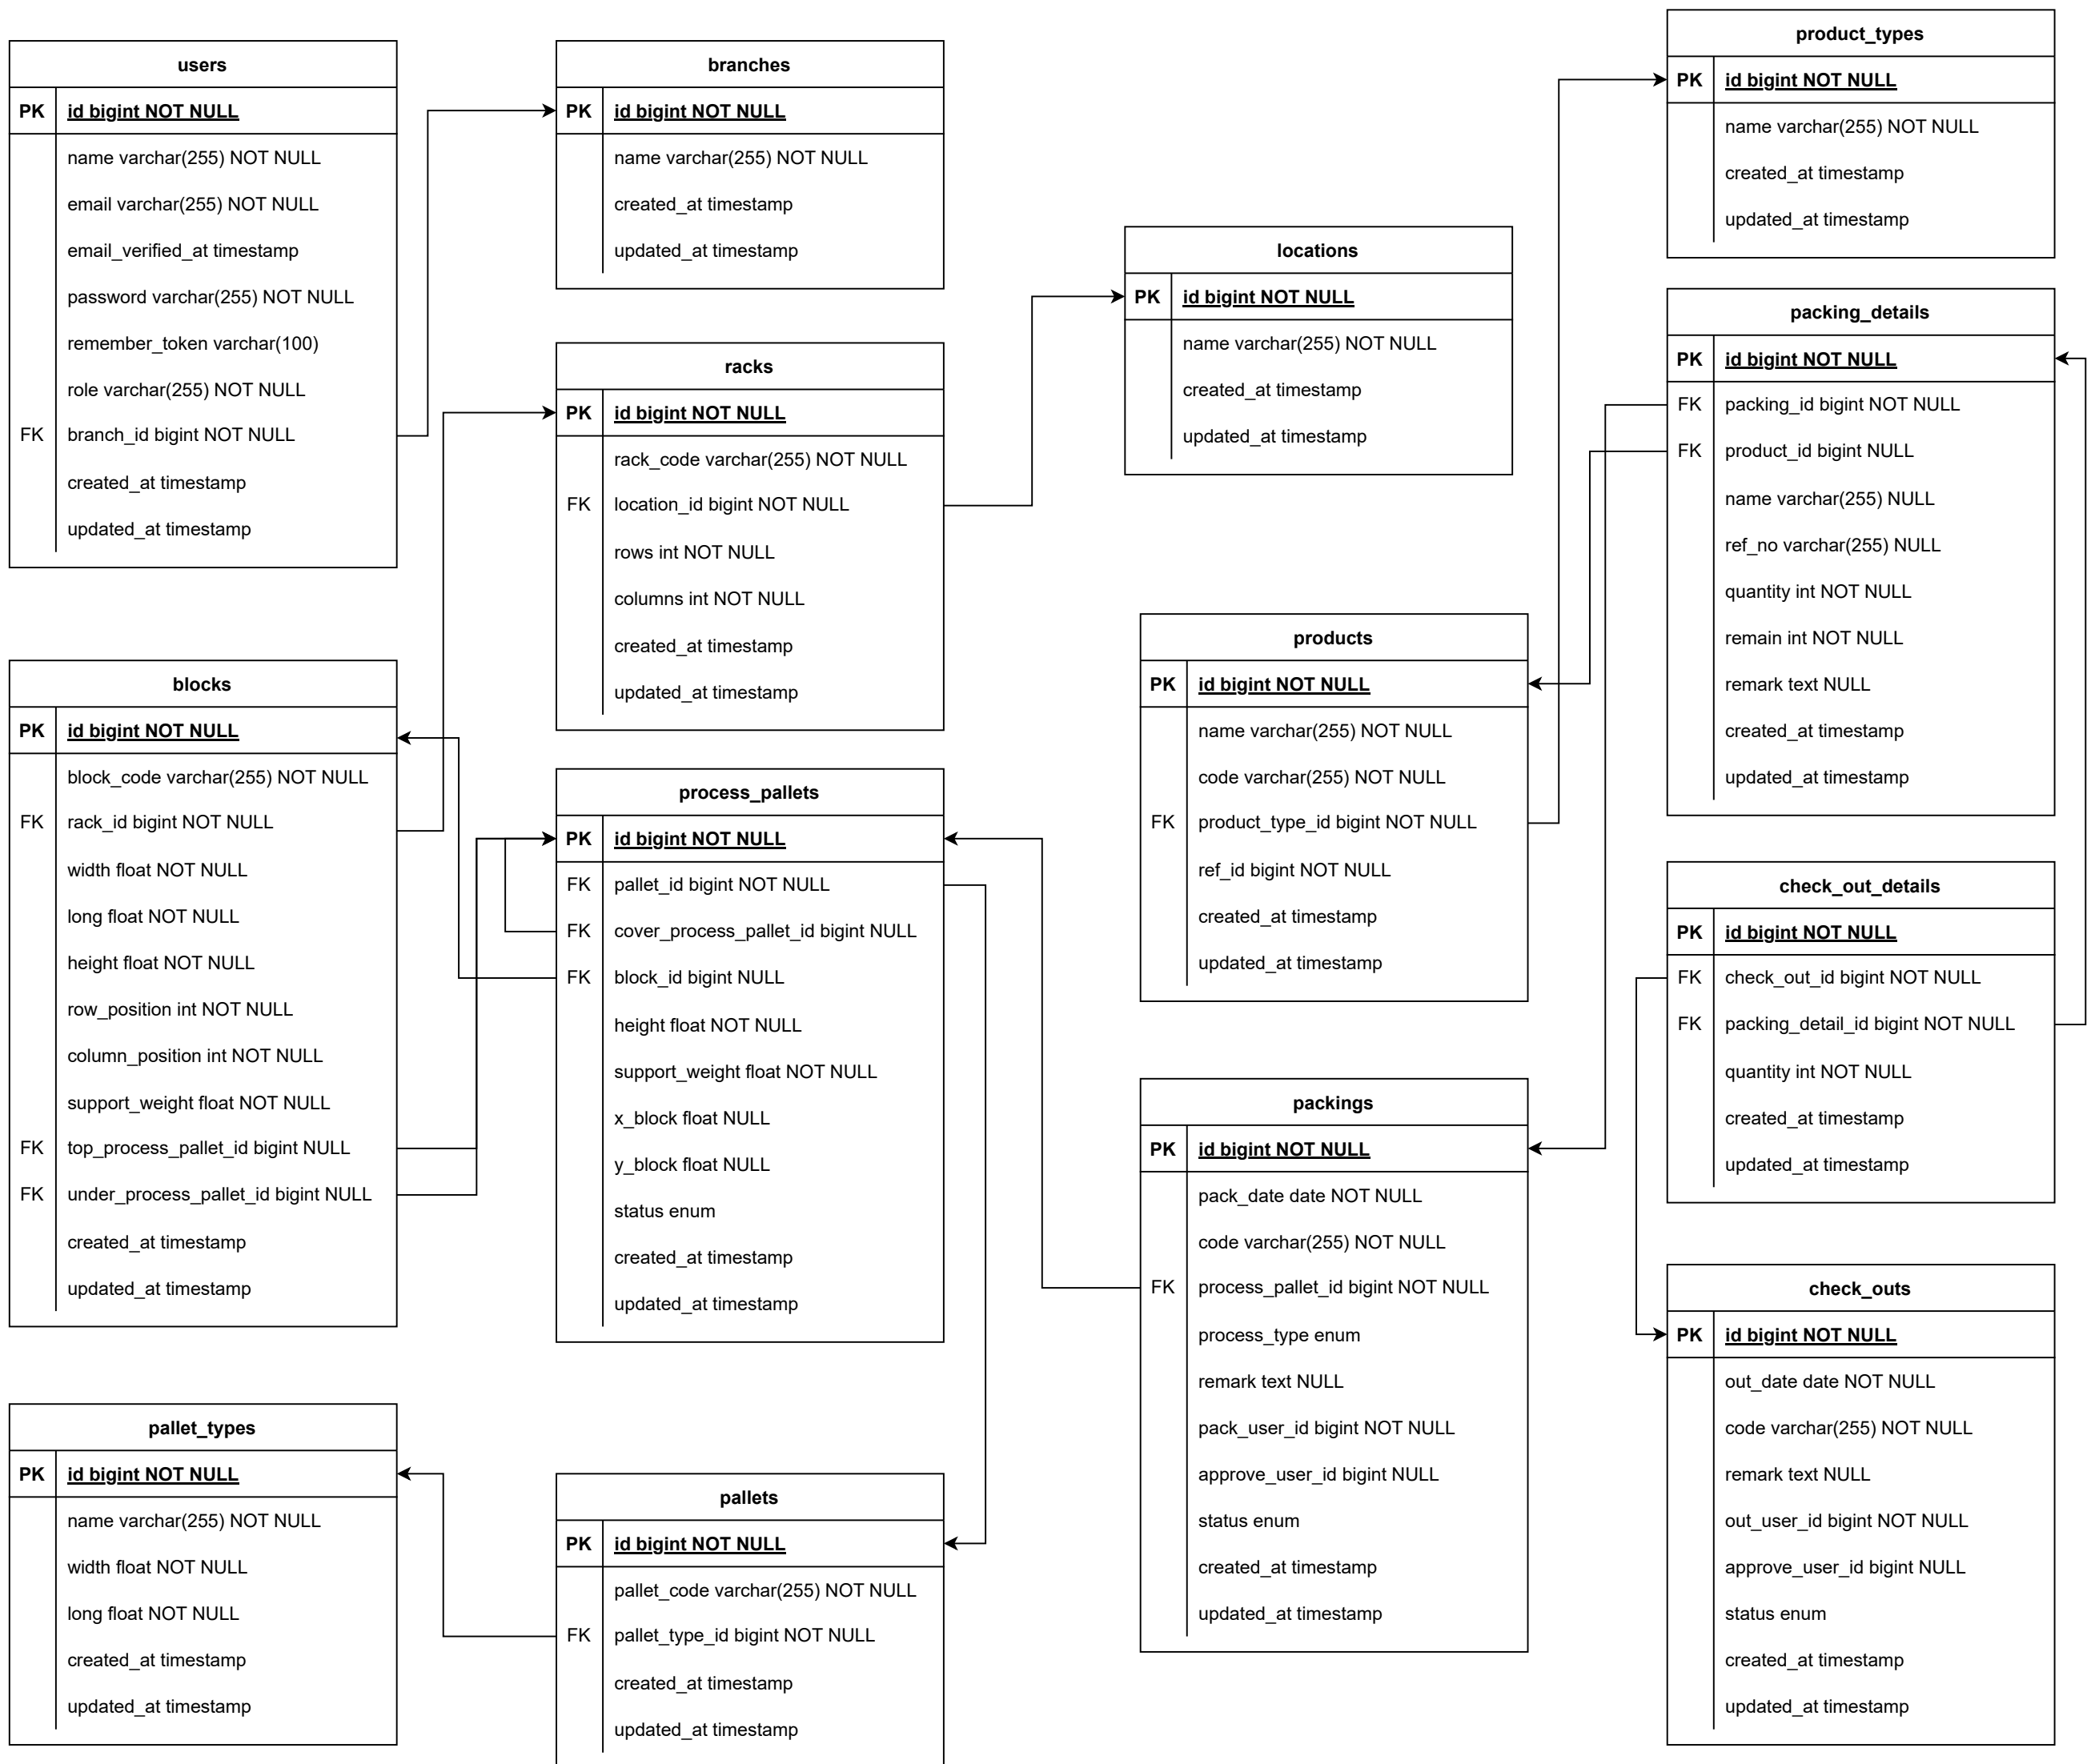 users
PK id bigint NOT NULL
name varchar(255) NOT NULL
email varchar(255) NOT NULL
email_verified_at timestamp
password varchar(255) NOT NULL
remember_token varchar(100)
role varchar(255) NOT NULL
FK branch_id bigint NOT NULL
created_at timestamp
updated_at timestamp
branches
PK id bigint NOT NULL
name varchar(255) NOT NULL
created_at timestamp
updated_at timestamp
racks
PK id bigint NOT NULL
rack_code varchar(255) NOT NULL
FK location_id bigint NOT NULL
rows int NOT NULL
columns int NOT NULL
created_at timestamp
updated_at timestamp
locations
PK id bigint NOT NULL
name varchar(255) NOT NULL
created_at timestamp
updated_at timestamp
product_types
PK id bigint NOT NULL
name varchar(255) NOT NULL
created_at timestamp
updated_at timestamp
packing_details
PK id bigint NOT NULL
FK packing_id bigint NOT NULL
FK product_id bigint NULL
name varchar(255) NULL
ref_no varchar(255) NULL
quantity int NOT NULL
remain int NOT NULL
remark text NULL
created_at timestamp
updated_at timestamp
blocks
PK id bigint NOT NULL
block_code varchar(255) NOT NULL
FK rack_id bigint NOT NULL
width float NOT NULL
long float NOT NULL
height float NOT NULL
row_position int NOT NULL
column_position int NOT NULL
support_weight float NOT NULL
FK top_process_pallet_id bigint NULL
FK under_process_pallet_id bigint NULL
created_at timestamp
updated_at timestamp
process_pallets
PK id bigint NOT NULL
FK pallet_id bigint NOT NULL
FK cover_process_pallet_id bigint NULL
FK block_id bigint NULL
height float NOT NULL
support_weight float NOT NULL
x_block float NULL
y_block float NULL
status enum
created_at timestamp
updated_at timestamp
products
PK id bigint NOT NULL
name varchar(255) NOT NULL
code varchar(255) NOT NULL
FK product_type_id bigint NOT NULL
ref_id bigint NOT NULL
created_at timestamp
updated_at timestamp
check_out_details
PK id bigint NOT NULL
FK check_out_id bigint NOT NULL
FK packing_detail_id bigint NOT NULL
quantity int NOT NULL
created_at timestamp
updated_at timestamp
packings
PK id bigint NOT NULL
pack_date date NOT NULL
code varchar(255) NOT NULL
FK process_pallet_id bigint NOT NULL
process_type enum
remark text NULL
pack_user_id bigint NOT NULL
approve_user_id bigint NULL
status enum
created_at timestamp
updated_at timestamp
check_outs
PK id bigint NOT NULL
out_date date NOT NULL
code varchar(255) NOT NULL
remark text NULL
out_user_id bigint NOT NULL
approve_user_id bigint NULL
status enum
created_at timestamp
updated_at timestamp
pallet_types
PK id bigint NOT NULL
name varchar(255) NOT NULL
width float NOT NULL
long float NOT NULL
created_at timestamp
updated_at timestamp
pallets
PK id bigint NOT NULL
pallet_code varchar(255) NOT NULL
FK pallet_type_id bigint NOT NULL
created_at timestamp
updated_at timestamp